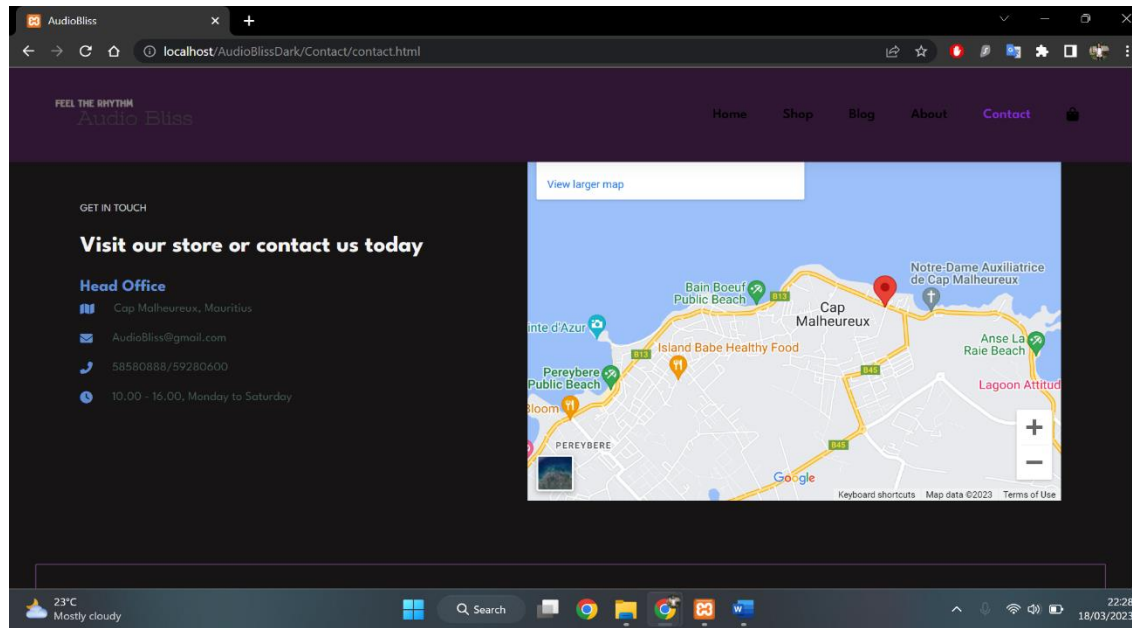 AudioBliss
localhost/AudioBlissDark/Contact/contact.html
FEEL THE RHYTHM
Audio Bliss
Home Shop Blog About Contact
GET IN TOUCH
Visit our store or contact us today
Head Office
Cap Malheureux, Mauritius
AudioBliss@gmail.com
58580888/59280600
10.00 - 16.00, Monday to Saturday
View larger map
Notre-Dame Auxiliatrice
de Cap Malheureux
Bain Boeuf
Public Beach
B13
Cap
Malheureux
inte d'Azur
Anse La
Raie Beach
B13
Island Babe Healthy
Food
B45
Pereybere
Public Beach
Lagoon Attitud
Bloom
PEREYBERE
B45
Google
Keyboard shortcuts Map data ©2023 Terms of Use
23°C
Mostly cloudy
Search
22:28
18/03/2023